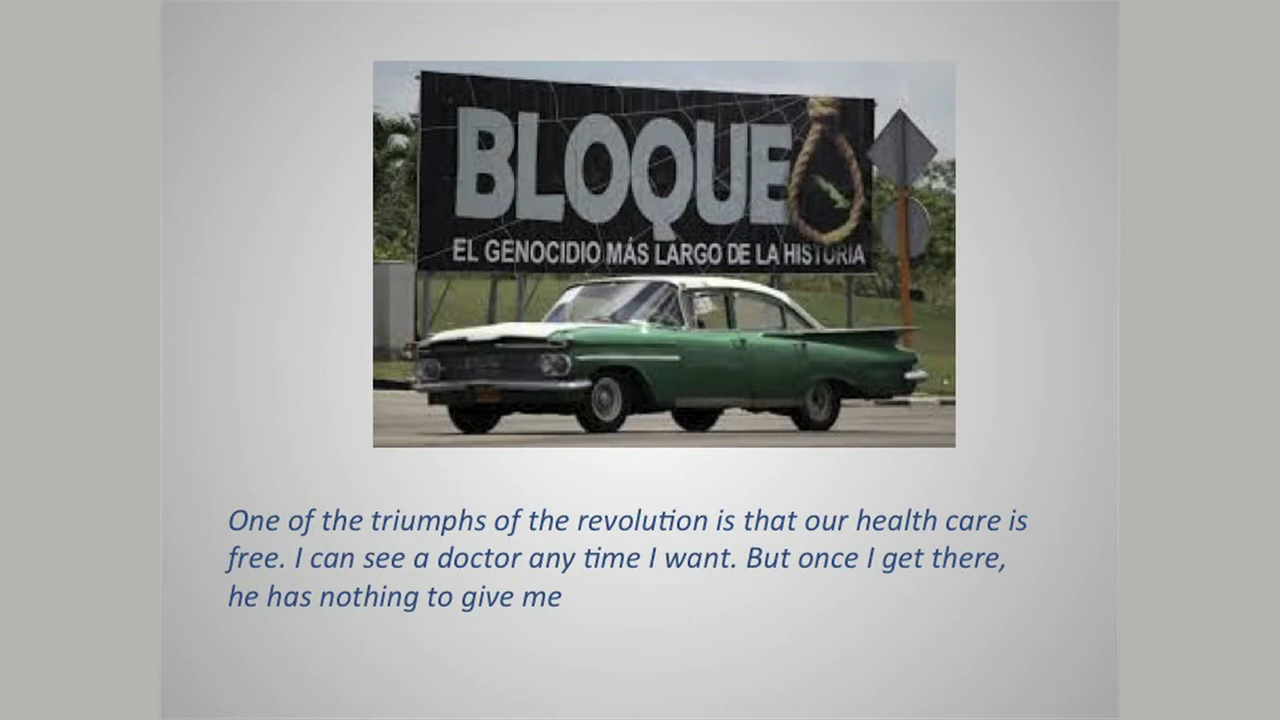 BLOQUEO
EL GENOCIDIO MÁS LARGO DE LA HISTORIA
One of the triumphs of the revolution is that our health care is
free. I can see a doctor any time I want. But once I get there,
he has nothing to give me